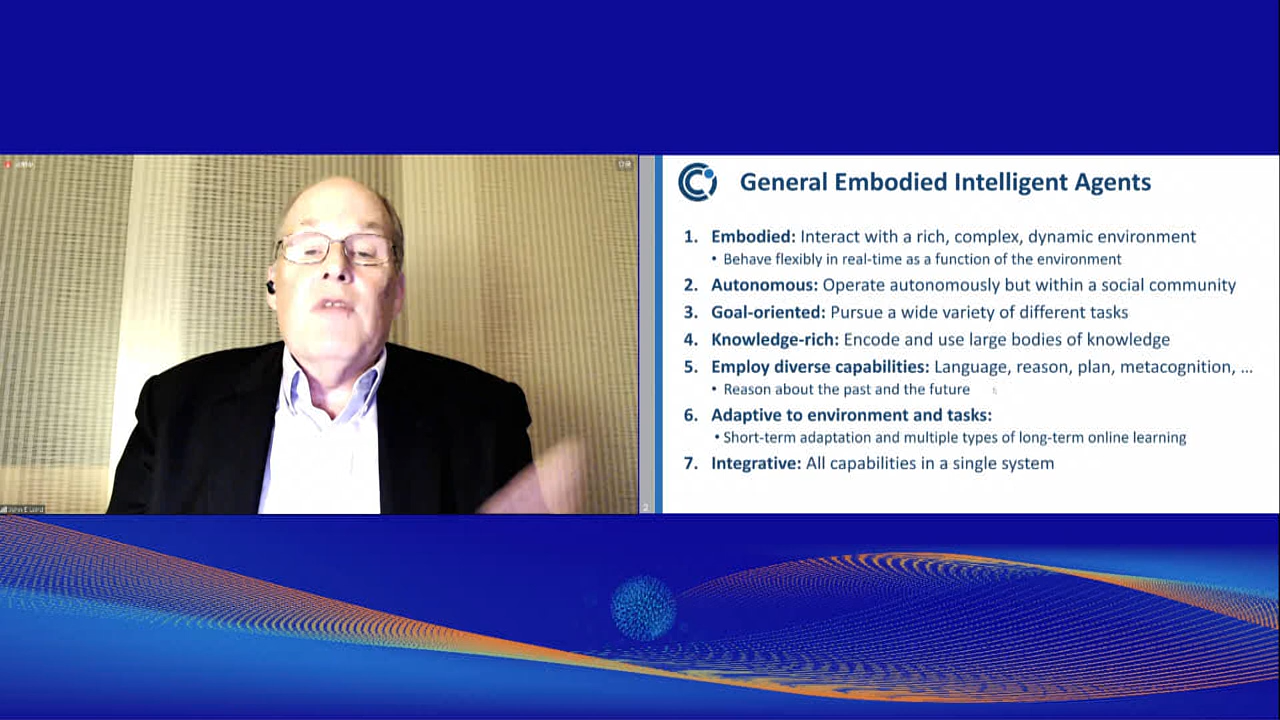 General Embodied Intelligent Agents
1. Embodied: Interact with a rich, complex, dynamic environment
• Behave flexibly in real-time as a function of the environment
2. Autonomous: Operate autonomously but within a social community
3. Goal-oriented: Pursue a wide variety of different tasks
4. Knowledge-rich: Encode and use large bodies of knowledge
5. Employ diverse capabilities: Language, reason, plan, metacognition, ...
• Reason about the past and the future
6. Adaptive to environment and tasks:
• Short-term adaptation and multiple types of long-term online learning
7. Integrative: All capabilities in a single system
John E Laird
2